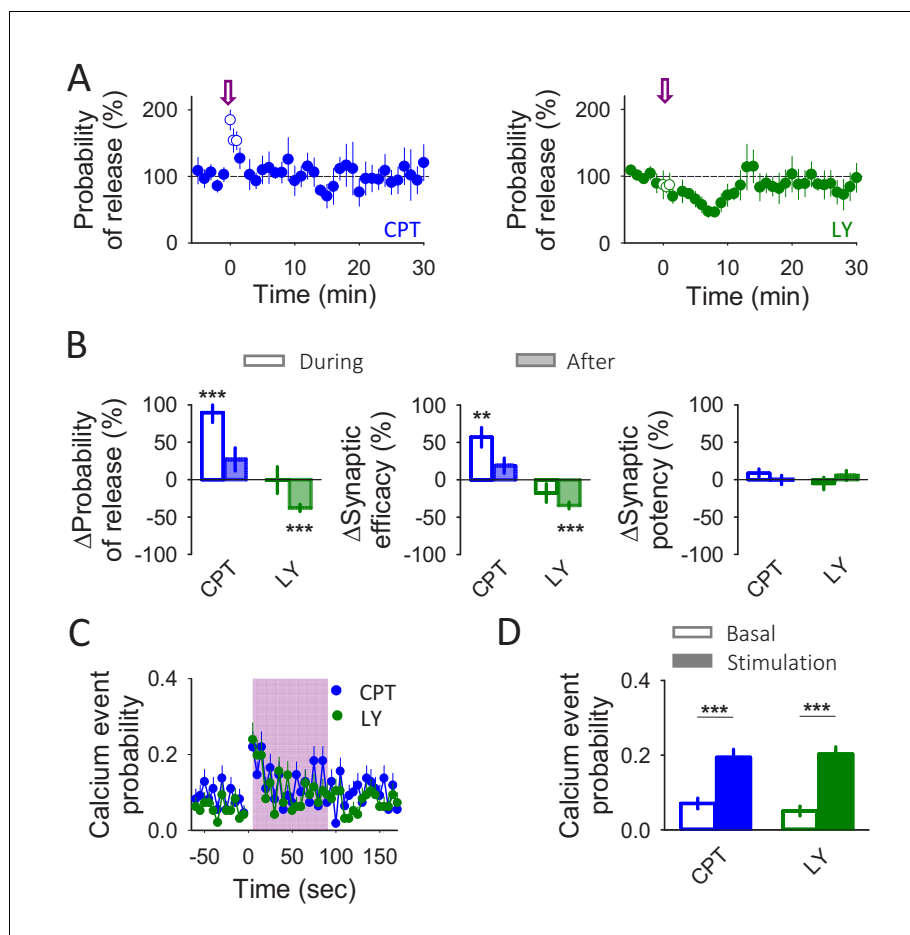 A
Probability
of release (%)
200
100
0
CPT
0 10 20 30
Time (min)
Probability
of release (%)
200
100
0
LY
0 10 20 30
Time (min)
B
During
After
ΔProbability
of release (%)
100
50
0
-50
-100
***
***
CPT
LY
ΔSynaptic
efficacy (%)
100
50
0
-50
-100
**
***
CPT
LY
ΔSynaptic
potency (%)
100
50
0
-50
-100
CPT
LY
C
Calcium event
probability
0.4
0.2
0.0
CPT
LY
-50 0 50 100 150
Time (sec)
D
Basal
Stimulation
Calcium event
probability
0.4
0.2
0.0
***
***
CPT
LY